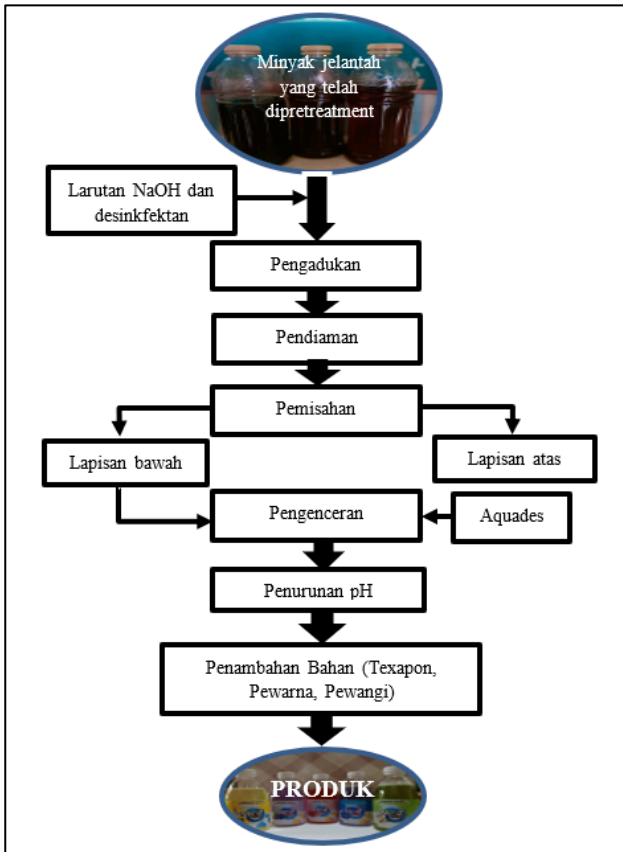 Minyak jelantah
yang telah
dipretreatment
Larutan NaOH dan
desinkfektan
Pengadukan
Pendiaman
Pemisahan
Lapisan bawah
Lapisan atas
Pengenceran
Aquades
Penurunan pH
Penambahan Bahan (Texapon,
Pewarna, Pewangi)
PRODUK